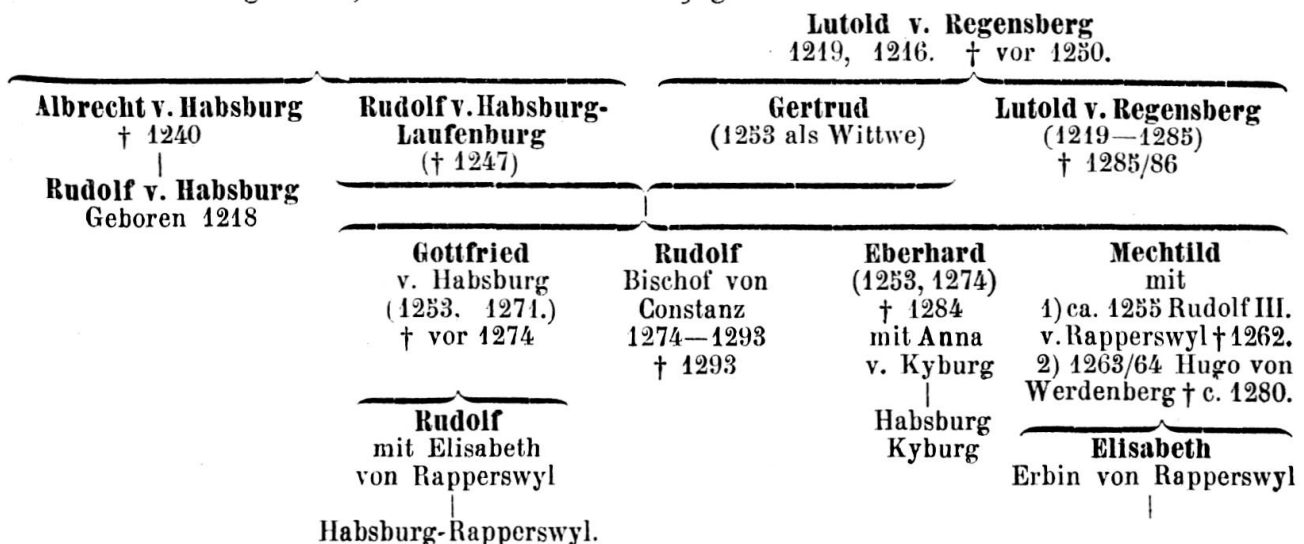 Lutold v. Regensberg
1219, 1216. † vor 1250.
Albrecht v. Habsburg
† 1240
Rudolf v. Habsburg
Geboren 1218
Rudolf v. Habsburg-
Laufenburg
(† 1247)
Gertrud
(1253 als Wittwe)
Lutold v. Regensberg
(1219—1285)
† 1285/86
Gottfried
v. Habsburg
(1253. 1271.)
† vor 1274
Rudolf
Bischof von
Constanz
1274—1293
† 1293
Eberhard
(1253, 1274)
† 1284
mit Anna
v. Kyburg
Habsburg
Kyburg
Mechtild
mit
1) ca. 1255 Rudolf III.
v. Rapperswyl † 1262.
2) 1263/64 Hugo von
Werdenberg † c. 1280.
Rudolf
mit Elisabeth
von Rapperswyl
Habsburg-Rapperswyl.
Elisabeth
Erbin von Rapperswyl